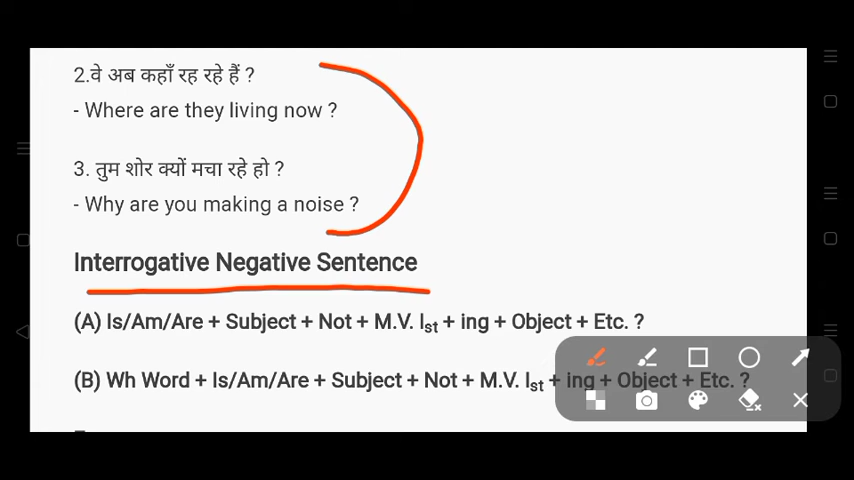 2.वे अब कहाँ रह रहे हैं ?
- Where are they living now ?
3. तुम शोर क्यों मचा रहे हो ?
- Why are you making a noise ?
Interrogative Negative Sentence
(A) Is/Am/Are + Subject + Not + M.V. Ist + ing + Object + Etc. ?
(B) Wh Word + Is/Am/Are + Subject + Not + M.V. Ist + ing + Object + Etc. ?